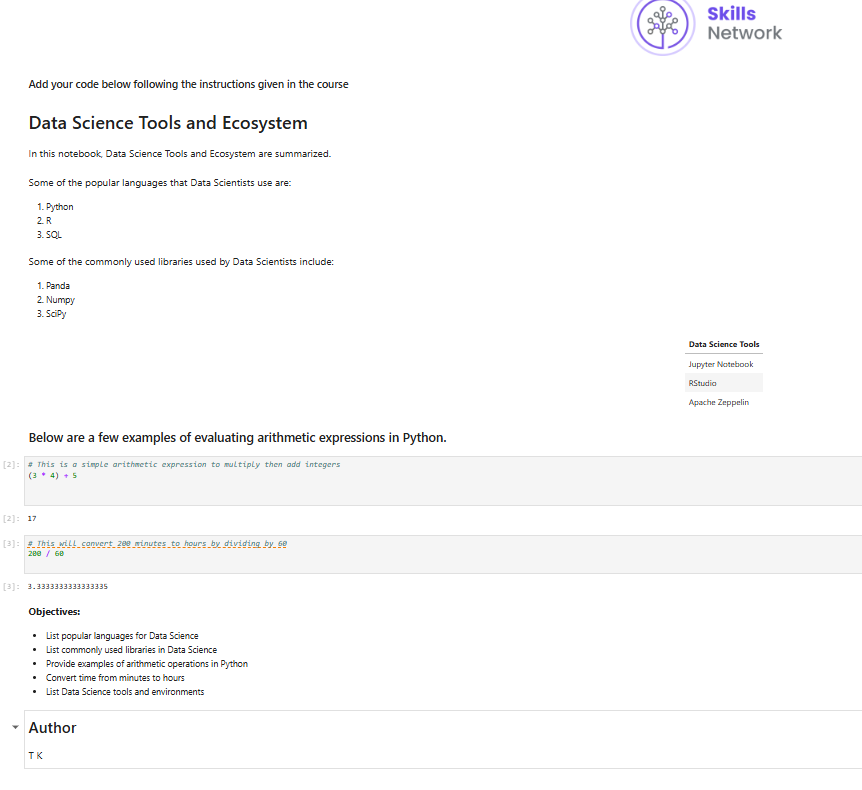 Skills
Network
Add your code below following the instructions given in the course
Data Science Tools and Ecosystem
In this notebook, Data Science Tools and Ecosystem are summarized.
Some of the popular languages that Data Scientists use are:
1. Python
2. R
3. SQL
Some of the commonly used libraries used by Data Scientists include:
1. Panda
2. Numpy
3. SciPy
Data Science Tools
Jupyter Notebook
RStudio
Apache Zeppelin
Below are a few examples of evaluating arithmetic expressions in Python.
[2]: # This is a simple arithmetic expression to multiply then add integers
(3 * 4) + 5
[2]: 17
[3]: # This will convert 200 minutes to hours by dividing by 60
200 / 60
[3]: 3.3333333333333335
Objectives:
• List popular languages for Data Science
• List commonly used libraries in Data Science
• Provide examples of arithmetic operations in Python
• Convert time from minutes to hours
• List Data Science tools and environments
Author
T K